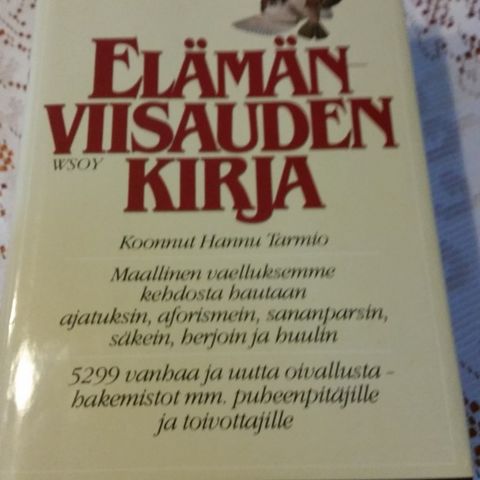 ELÄMÄN-
VIISAUDEN
WSOY
KIRJA
Koonnut Hannu Tarmio
Maallinen vaelluksemme
kehdosta hautaan
ajatuksin, aforismein, sananparsin,
säkein, herjoin ja huulin
5299 vanhaa ja uutta oivallusta –
hakemistot mm. puheenpitäjille
ja toivottajille